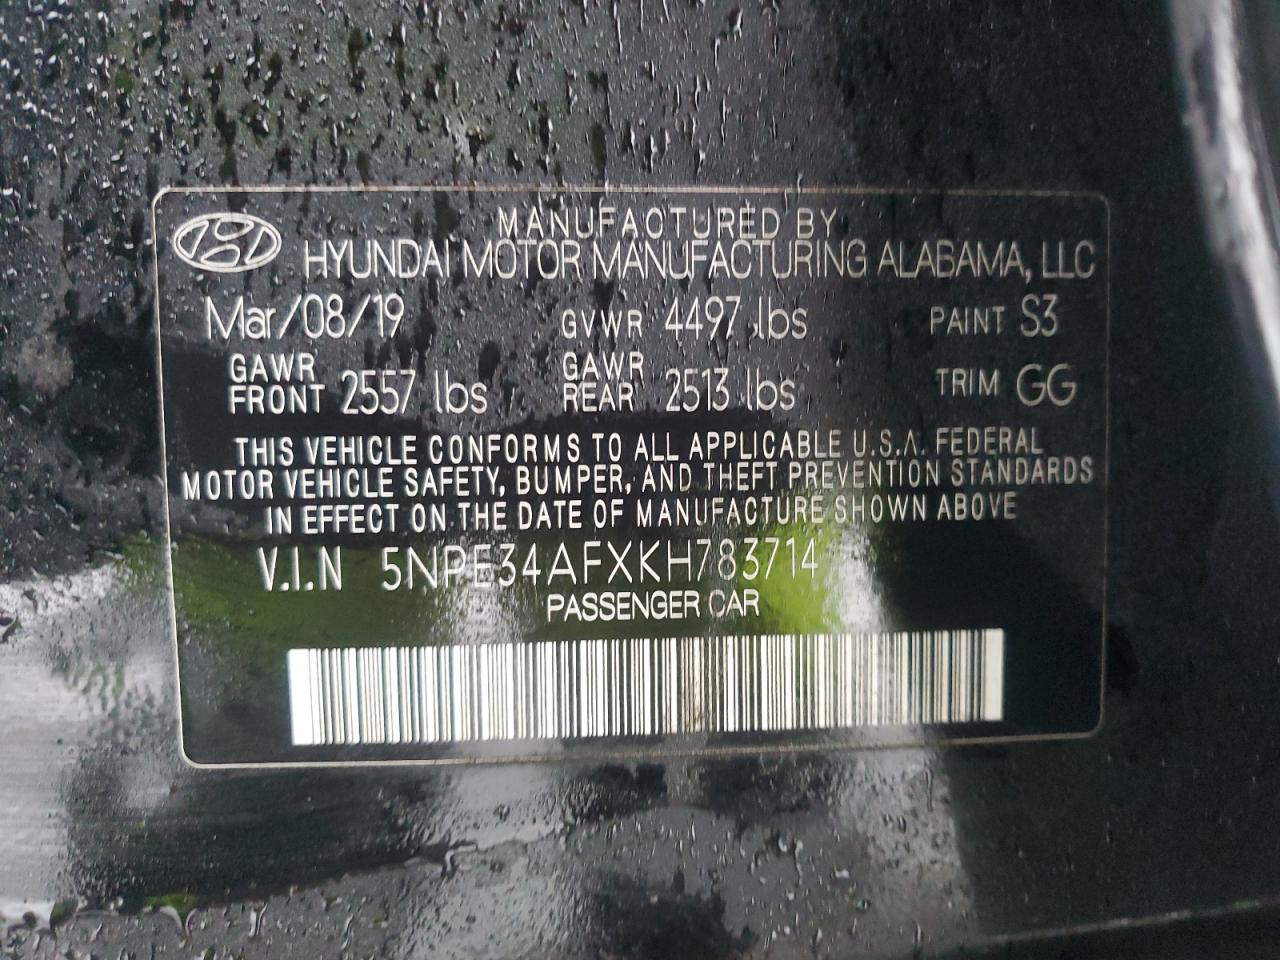 MANUFACTURED BY
HYUNDAI MOTOR MANUFACTURING ALABAMA, LLC
Mar/08/19 GVWR 4497 lbs PAINT S3
GAWR FRONT 2557 lbs GAWR REAR 2513 lbs TRIM GG
THIS VEHICLE CONFORMS TO ALL APPLICABLE U.S.A. FEDERAL
MOTOR VEHICLE SAFETY, BUMPER, AND THEFT PREVENTION STANDARDS
IN EFFECT ON THE DATE OF MANUFACTURE SHOWN ABOVE
V.I.N 5NPE34AFXKH783714
PASSENGER CAR